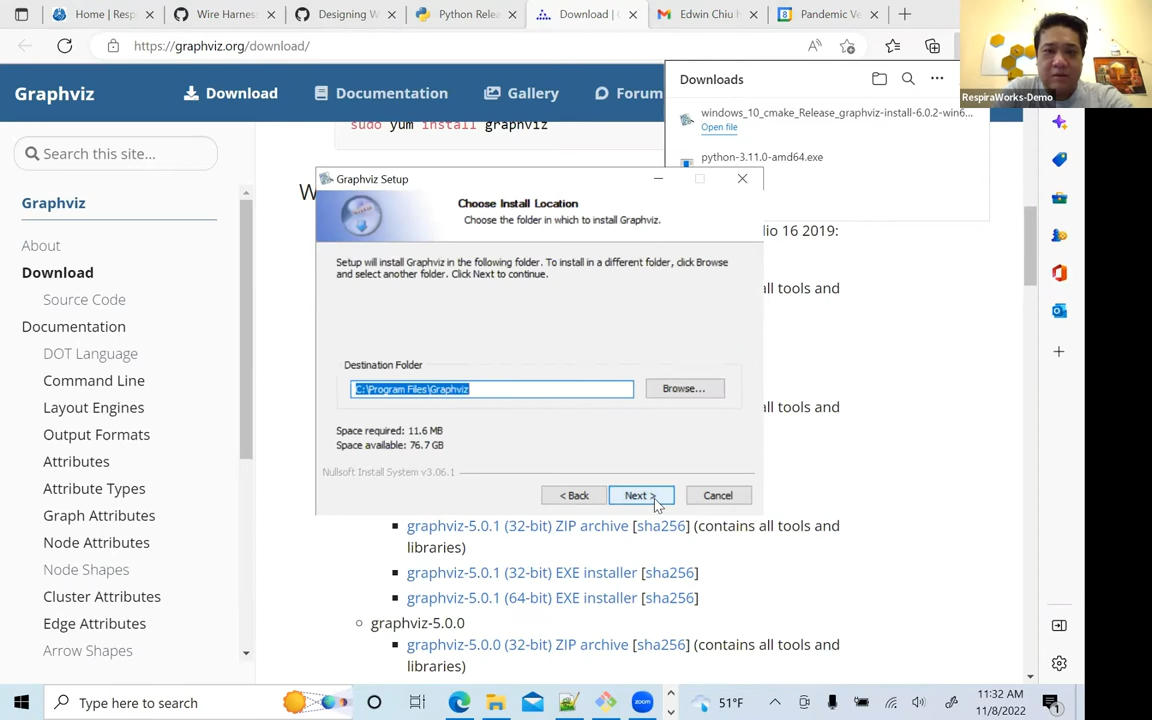 Home | Resp
Wire Harness
Designing W
Python Relea
Download |
Edwin Chiu
Pandemic Ve
https://graphviz.org/download/
Graphviz
Download
Documentation
Gallery
Forum
Downloads
windows_10_cmake_Release_graphviz-install-6.0.2-win6...
Open file
python-3.11.0-amd64.exe
RespiraWorks-Demo
sudo yum install graphviz
Search this site...
W
Graphviz
About
Download
Source Code
Documentation
DOT Language
Command Line
Layout Engines
Output Formats
Attributes
Attribute Types
Graph Attributes
Node Attributes
Node Shapes
Cluster Attributes
Edge Attributes
Arrow Shapes
Graphviz Setup
Choose Install Location
Choose the folder in which to install Graphviz.
Setup will install Graphviz in the following folder. To install in a different folder, click Browse
and select another folder. Click Next to continue.
Destination Folder
C:\Program Files\Graphviz
Browse...
Space required: 11.6 MB
Space available: 76.7 GB
Nullsoft Install System v3.06.1
< Back
Next >
Cancel
dio 16 2019:
all tools and
all tools and
graphviz-5.0.1 (32-bit) ZIP archive [sha256] (contains all tools and
libraries)
graphviz-5.0.1 (32-bit) EXE installer [sha256]
graphviz-5.0.1 (64-bit) EXE installer [sha256]
graphviz-5.0.0
graphviz-5.0.0 (32-bit) ZIP archive [sha256] (contains all tools and
libraries)
Type here to search
zoom
51°F
11:32 AM
11/8/2022
1